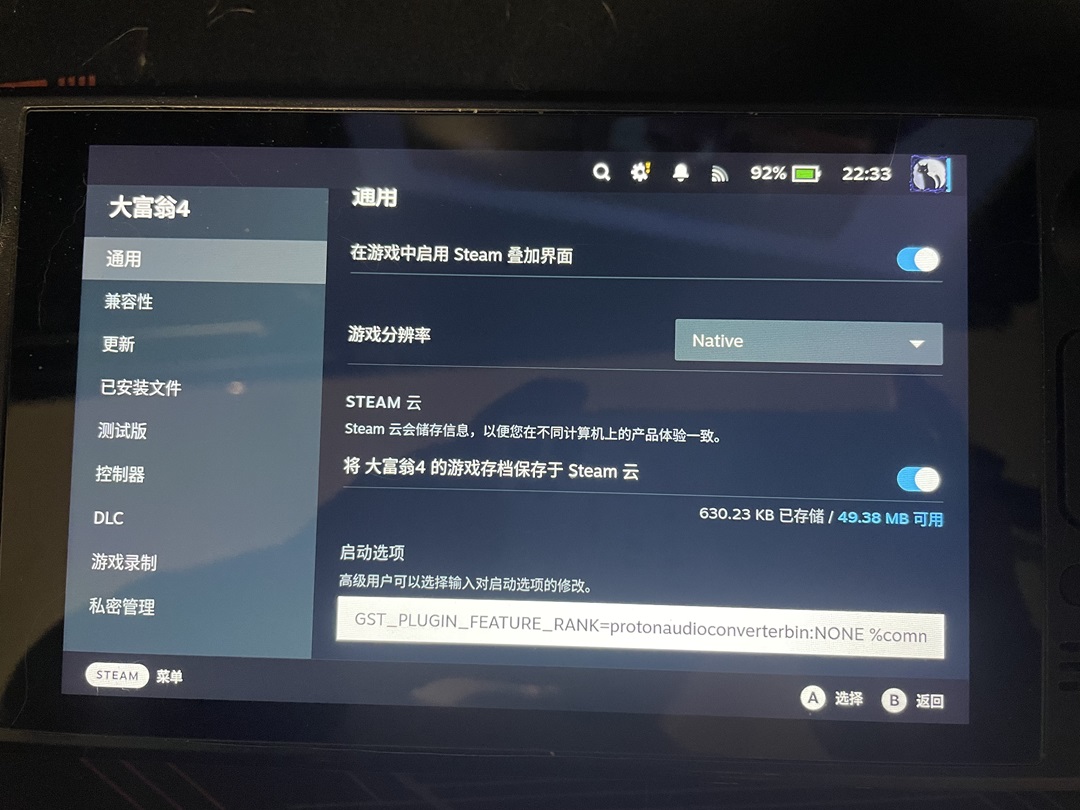 92% 22:33
大富翁4
通用
兼容性
更新
已安装文件
测试版
控制器
DLC
游戏录制
私密管理
通用
在游戏中启用 Steam 叠加界面
游戏分辨率
Native
STEAM 云
Steam 云会储存信息，以便您在不同计算机上的产品体验一致。
将 大富翁4 的游戏存档保存于 Steam 云
630.23 KB 已存储 / 49.38 MB 可用
启动选项
高级用户可以选择输入对启动选项的修改。
GST_PLUGIN_FEATURE_RANK=protonaudioconverterbin:NONE %comn
STEAM 菜单
A 选择 B 返回